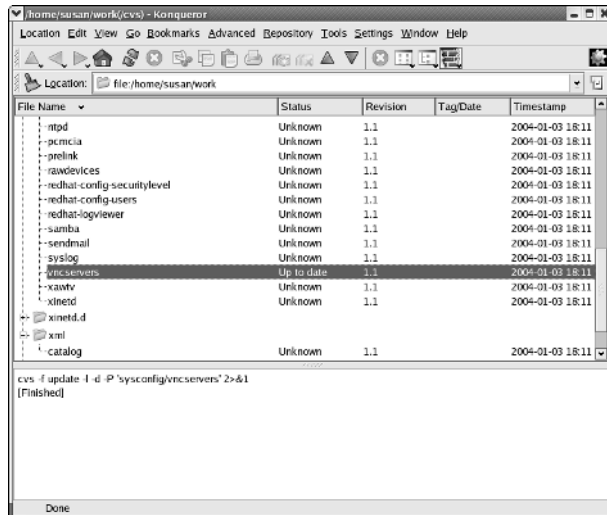 /home/susan/work(/cvs) - Konqueror
Location Edit View Go Bookmarks Advanced Repository Tools Settings Window Help
Location: file:/home/susan/work
File Name Status Revision Tag/Date Timestamp
ntpd Unknown 1.1 2004-01-03 18:11
pcmcia Unknown 1.1 2004-01-03 18:11
prelink Unknown 1.1 2004-01-03 18:11
rawdevices Unknown 1.1 2004-01-03 18:11
redhat-config-securitylevel Unknown 1.1 2004-01-03 18:11
redhat-config-users Unknown 1.1 2004-01-03 18:11
redhat-logviewer Unknown 1.1 2004-01-03 18:11
samba Unknown 1.1 2004-01-03 18:11
sendmail Unknown 1.1 2004-01-03 18:11
syslog Unknown 1.1 2004-01-03 18:11
vncservers Up to date 1.1 2004-01-03 18:11
xawtv Unknown 1.1 2004-01-03 18:11
xinetd Unknown 1.1 2004-01-03 18:11
xinetd.d
xml
catalog Unknown 1.1 2004-01-03 18:11
cvs -f update -l -d -P 'sysconfig/vncservers' 2>&1
[Finished]
Done